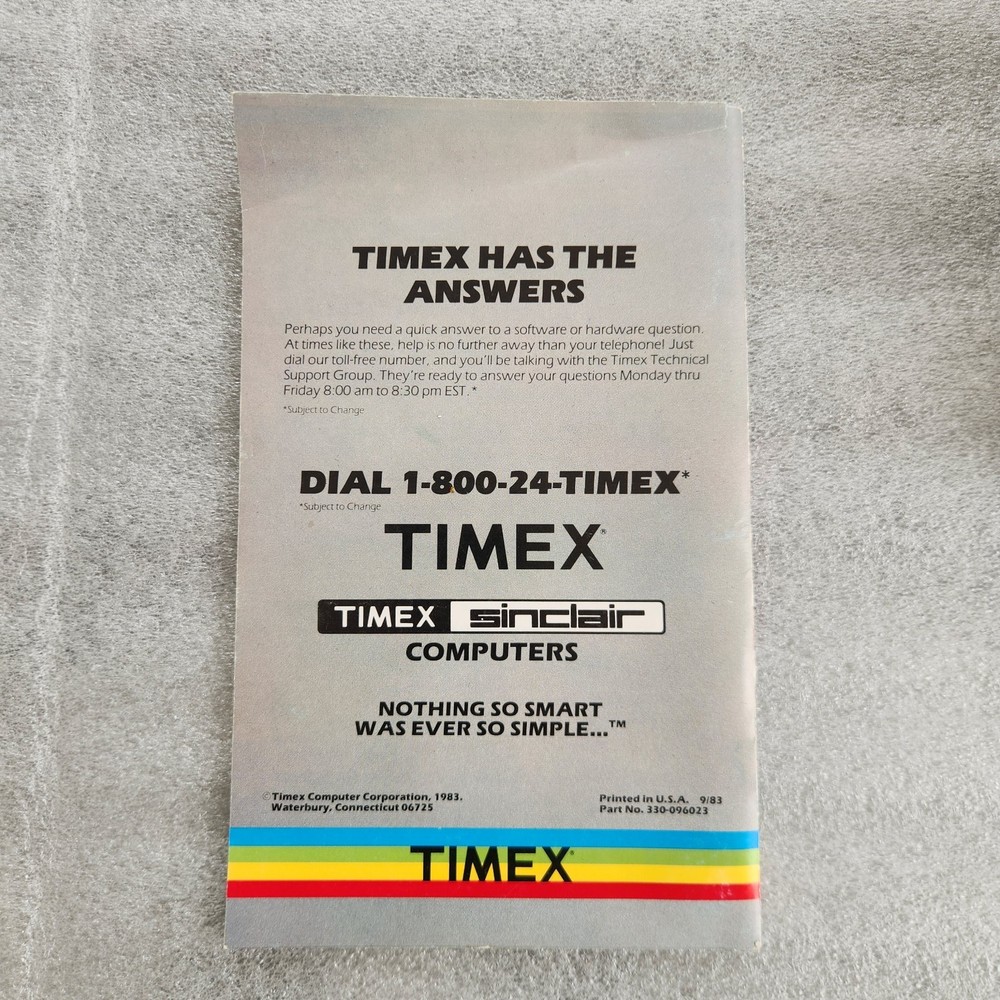 TIMEX HAS THE
ANSWERS
Perhaps you need a quick answer to a software or hardware question.
At times like these, help is no further away than your telephone! Just
dial our toll-free number, and you'll be talking with the Timex Technical
Support Group. They're ready to answer your questions Monday thru
Friday 8:00 am to 8:30 pm EST.*
*Subject to Change
DIAL 1-800-24-TIMEX*
*Subject to Change
TIMEX®
TIMEX sinclair
COMPUTERS
NOTHING SO SMART
WAS EVER SO SIMPLE...™
©Timex Computer Corporation, 1983.
Waterbury, Connecticut 06725
Printed in U.S.A. 9/83
Part No. 330-096023
TIMEX®